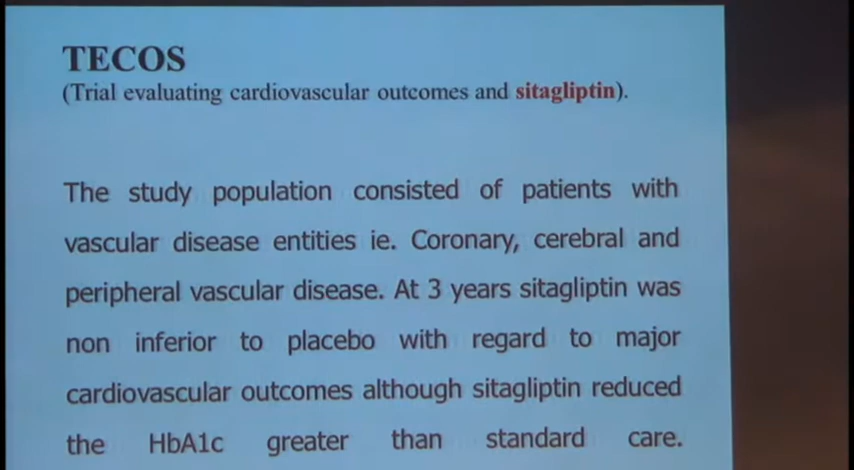 TECOS
(Trial evaluating cardiovascular outcomes and sitagliptin).
The study population consisted of patients with
vascular disease entities ie. Coronary, cerebral and
peripheral vascular disease. At 3 years sitagliptin was
non inferior to placebo with regard to major
cardiovascular outcomes although sitagliptin reduced
the HbA1c greater than standard care.